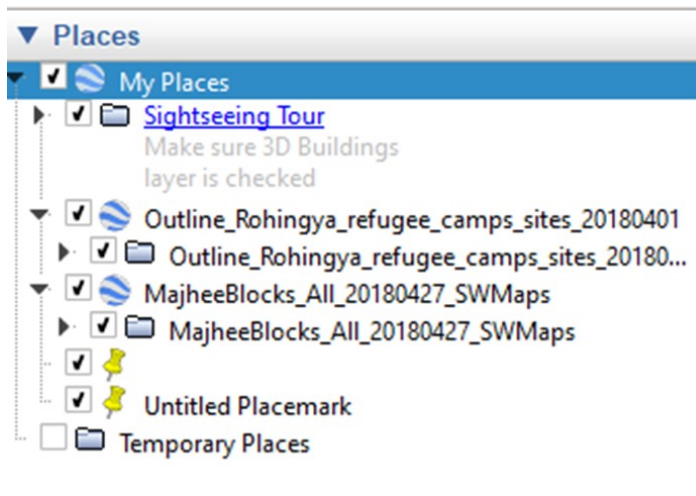 Places
My Places
Sightseeing Tour
Make sure 3D Buildings
layer is checked
Outline_Rohingya_refugee_camps_sites_20180401
Outline_Rohingya_refugee_camps_sites_20180...
MajheeBlocks_All_20180427_SWMaps
MajheeBlocks_All_20180427_SWMaps
Untitled Placemark
Temporary Places